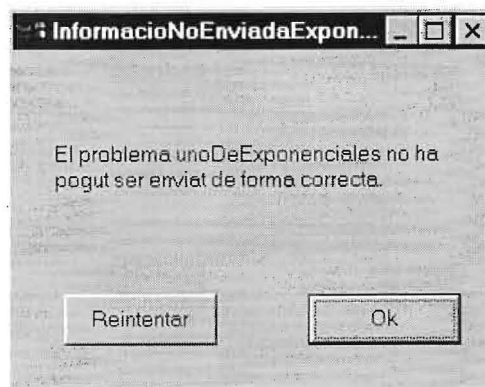 InformacioNoEnviadaExpon...
El problema unoDeExponenciales no ha
pogut ser enviat de forma correcta.
Reintentar
Ok